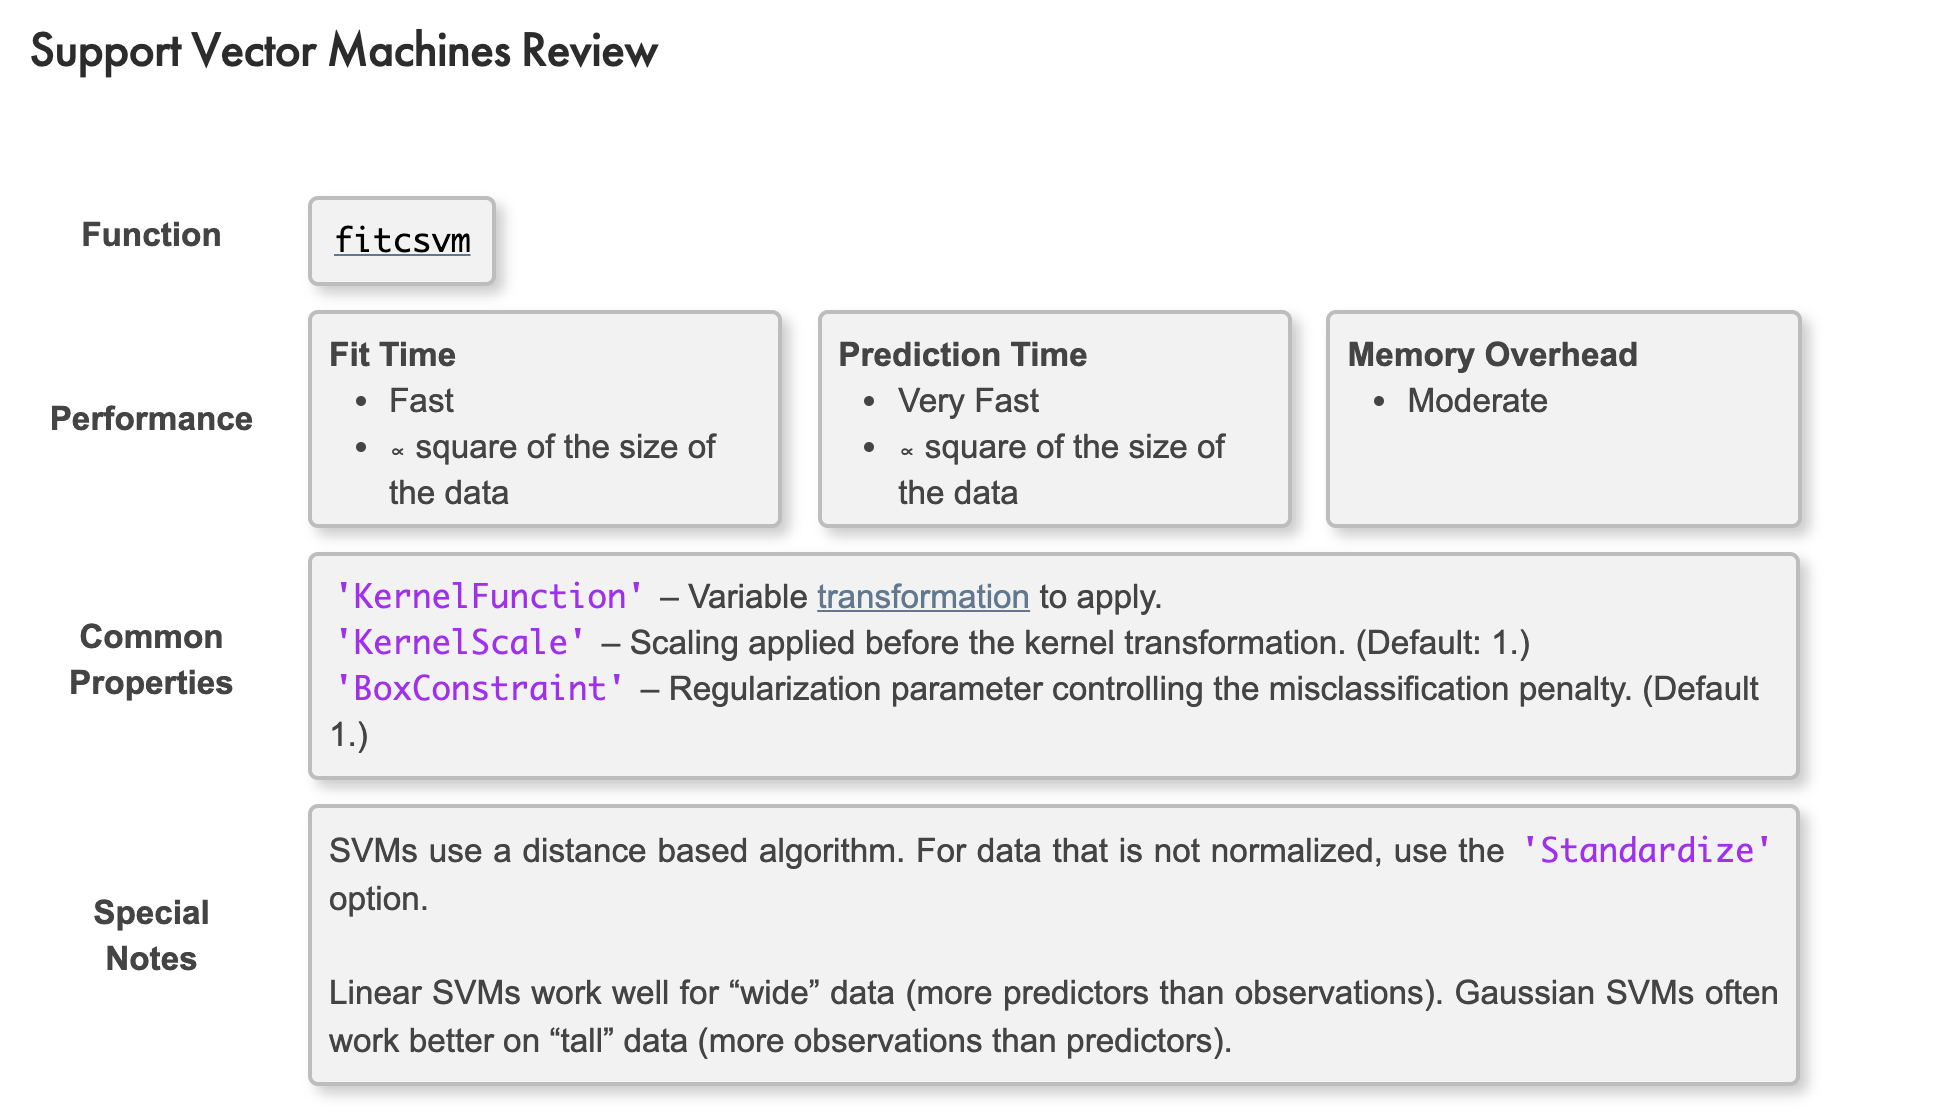 Support Vector Machines Review
Function
fitcsvm
Performance
Fit Time
• Fast
• ∝ square of the size of
the data
Prediction Time
• Very Fast
• ∝ square of the size of
the data
Memory Overhead
• Moderate
Common
Properties
'KernelFunction' – Variable transformation to apply.
'KernelScale' – Scaling applied before the kernel transformation. (Default: 1.)
'BoxConstraint' – Regularization parameter controlling the misclassification penalty. (Default
1.)
Special
Notes
SVMs use a distance based algorithm. For data that is not normalized, use the 'Standardize'
option.
Linear SVMs work well for “wide” data (more predictors than observations). Gaussian SVMs often
work better on “tall” data (more observations than predictors).